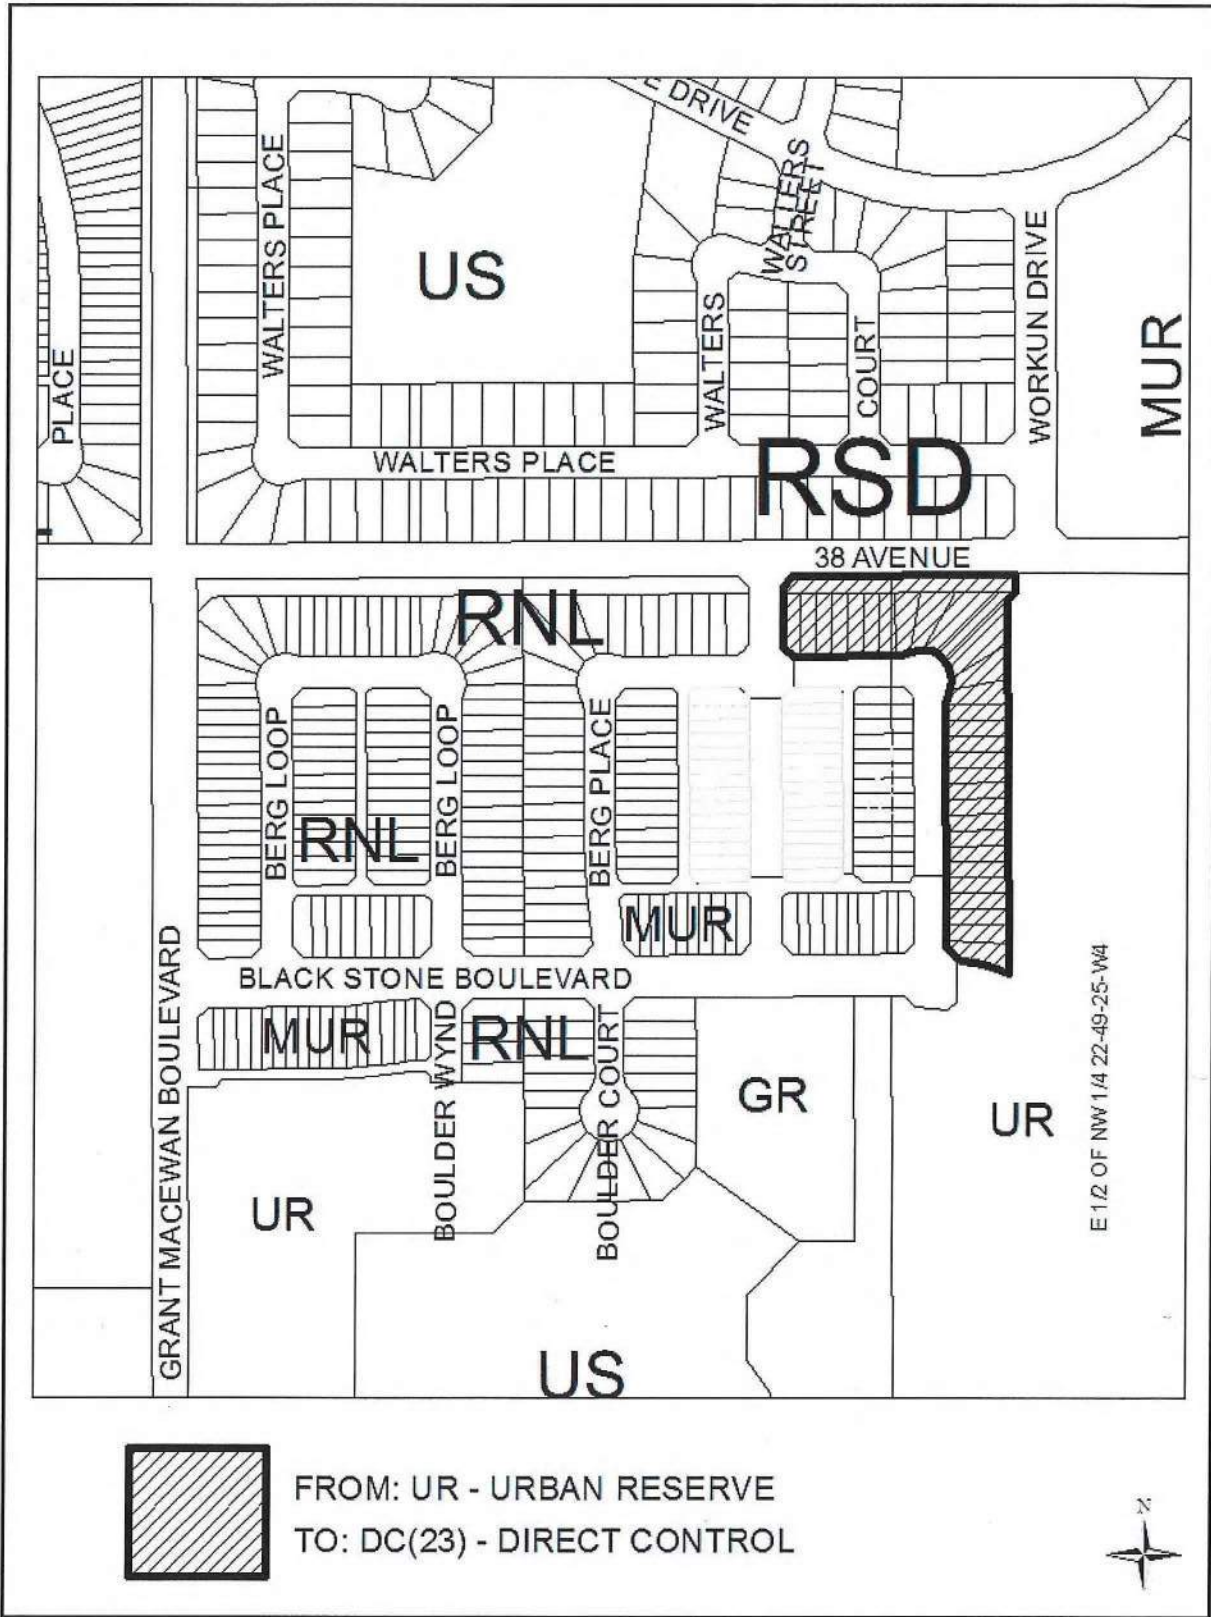 E DRIVE
WALTERS PLACE
WALTERS
STREET
US
WORKUN DRIVE
MUR
PLACE
WALTERS
COURT
WALTERS PLACE
RSD
38 AVENUE
RNL
BERG LOOP
BERG LOOP
BERG PLACE
RNL
MUR
BLACK STONE BOULEVARD
GRANT MACEWAN BOULEVARD
MUR
BOULDER WYND
RNL
BOULDER COURT
GR
UR
E 1/2 OF NW 1/4 22-49-25-W4
UR
US
FROM: UR - URBAN RESERVE
TO: DC(23) - DIRECT CONTROL
N